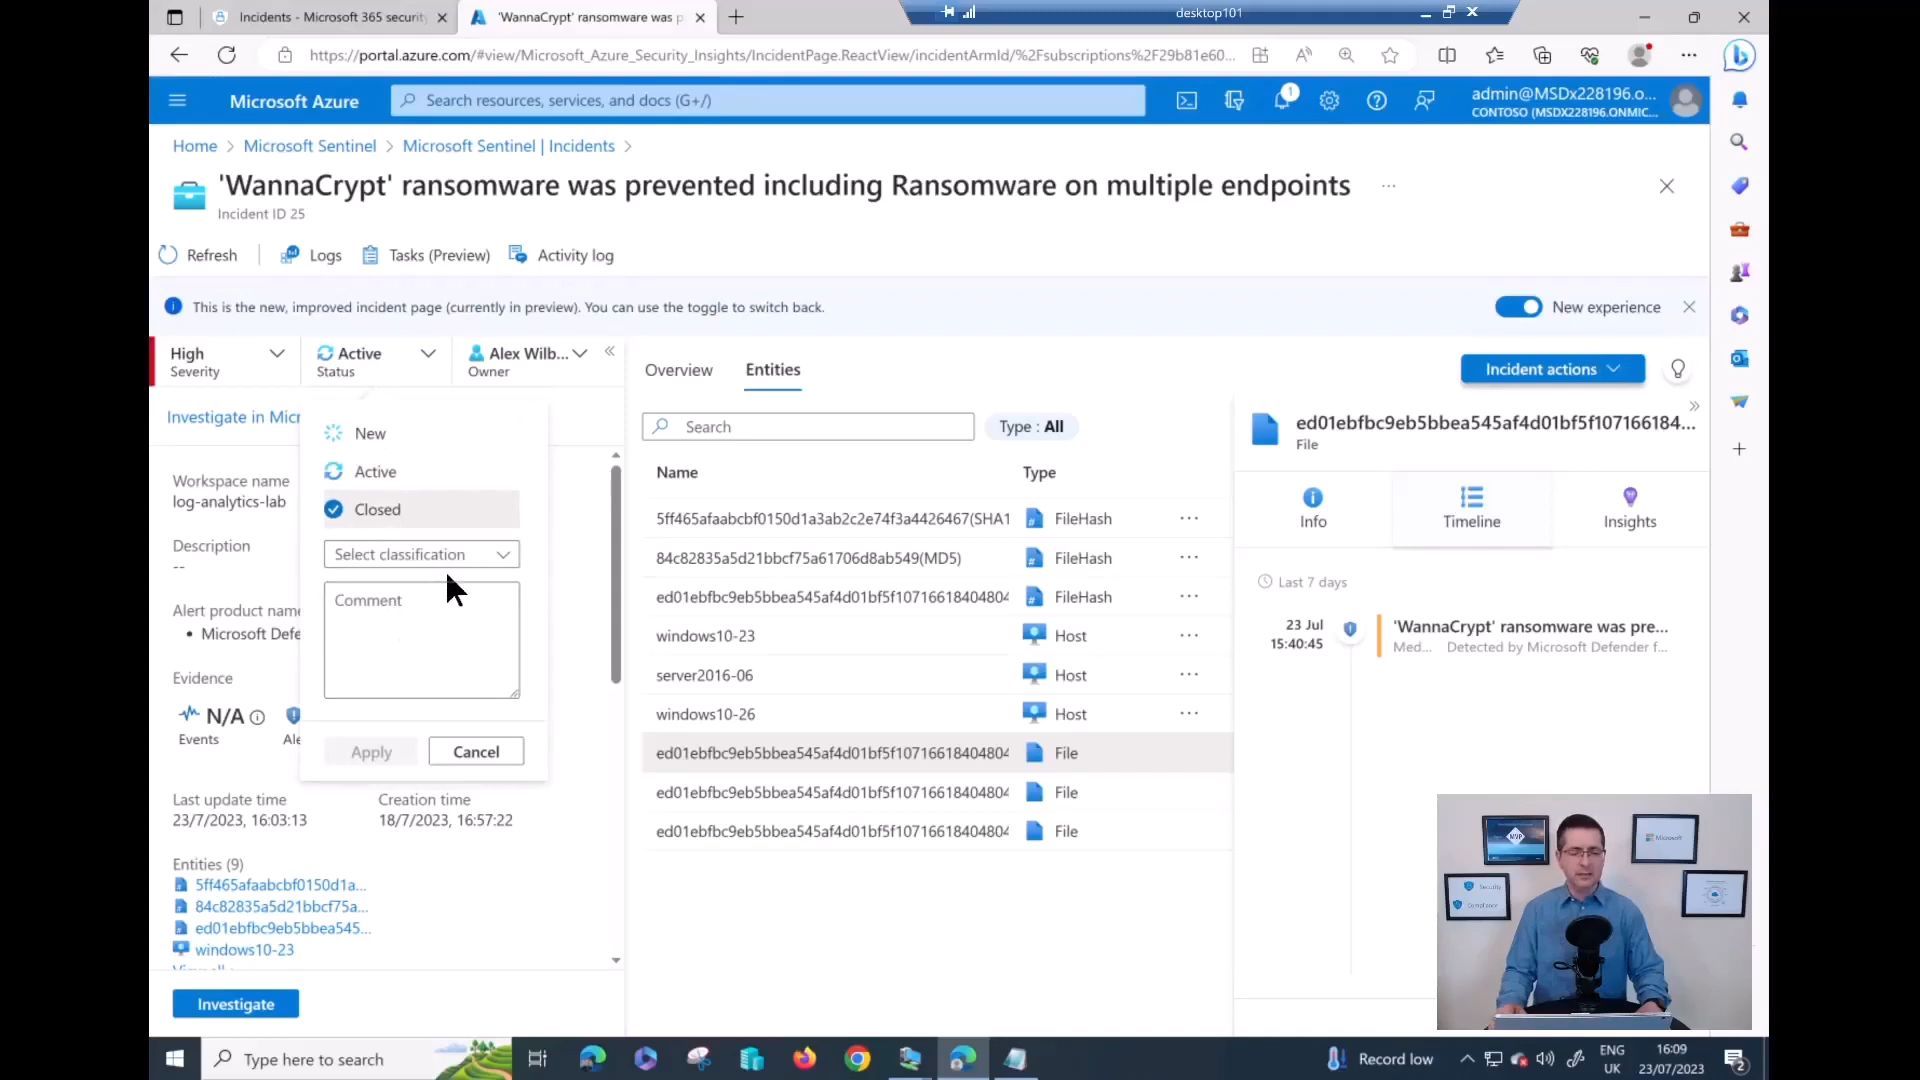 Incidents - Microsoft 365 security
'WannaCrypt' ransomware was p
desktop101
https://portal.azure.com/#view/Microsoft_Azure_Security_Insights/IncidentPage.ReactView/incidentArmId/%2Fsubscriptions%2F29b81e60...
Microsoft Azure
Search resources, services, and docs (G+/)
1
admin@MSDx228196.o...
CONTOSO (MSDX228196.ONMIC...
Home > Microsoft Sentinel > Microsoft Sentinel | Incidents >
'WannaCrypt' ransomware was prevented including Ransomware on multiple endpoints ...
Incident ID 25
Refresh
Logs
Tasks (Preview)
Activity log
This is the new, improved incident page (currently in preview). You can use the toggle to switch back.
New experience
High
Severity
Active
Status
Alex Wilb...
Owner
Investigate in Micr
New
Active
Closed
Select classification
Comment
Apply
Cancel
Workspace name
log-analytics-lab
Description
--
Alert product name
• Microsoft Defe
Evidence
N/A
Events
Ale
Last update time
23/7/2023, 16:03:13
Creation time
18/7/2023, 16:57:22
Entities (9)
5ff465afaabcbf0150d1a...
84c82835a5d21bbcf75a...
ed01ebfbc9eb5bbea545...
windows10-23
Investigate
Overview
Entities
Incident actions
Search
Type : All
Name
Type
5ff465afaabcbf0150d1a3ab2c2e74f3a4426467(SHA1
FileHash
...
84c82835a5d21bbcf75a61706d8ab549(MD5)
FileHash
...
ed01ebfbc9eb5bbea545af4d01bf5f10716618404804
FileHash
...
windows10-23
Host
...
server2016-06
Host
...
windows10-26
Host
...
ed01ebfbc9eb5bbea545af4d01bf5f10716618404804
File
ed01ebfbc9eb5bbea545af4d01bf5f10716618404804
File
ed01ebfbc9eb5bbea545af4d01bf5f10716618404804
File
ed01ebfbc9eb5bbea545af4d01bf5f107166184...
File
Info
Timeline
Insights
Last 7 days
23 Jul
15:40:45
'WannaCrypt' ransomware was pre...
Med...
Detected by Microsoft Defender f...
MVP
Microsoft
Security
Compliance
Type here to search
Record low
ENG
UK
16:09
23/07/2023
2